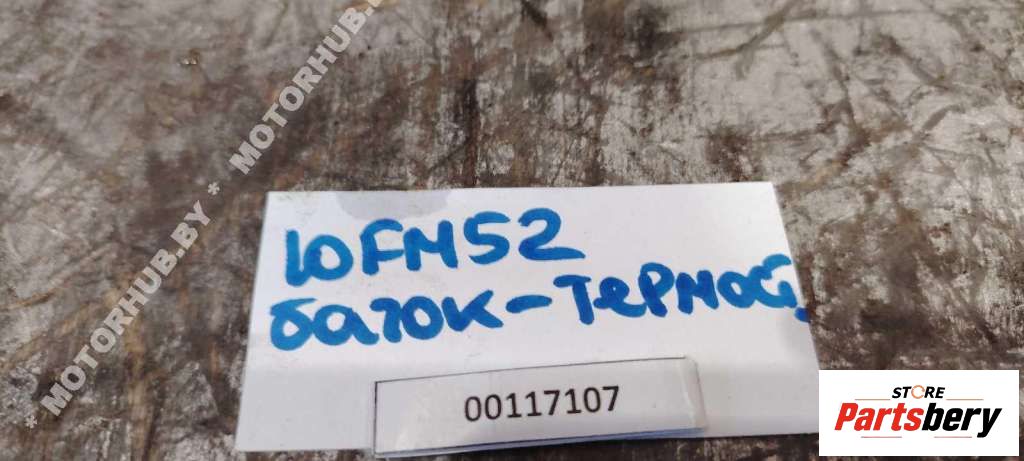 * MOTORHUB.BY * MOTORHUB.BY
10FM52
бачок-термос.
00117107
STORE
Partsbery